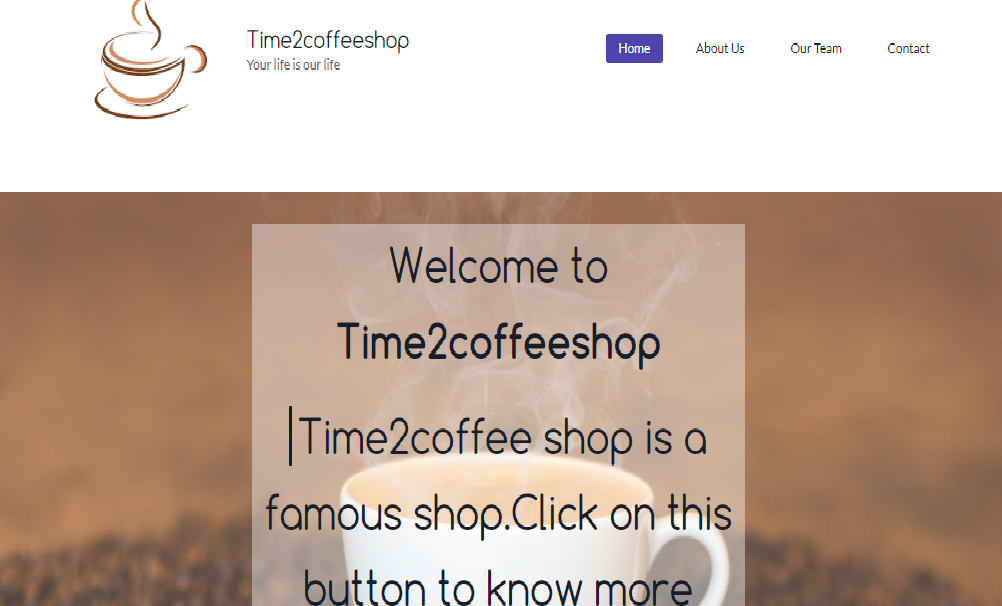 Time2coffeeshop
Your life is our life
Home About Us Our Team Contact
Welcome to
Time2coffeeshop
Time2coffee shop is a
famous shop.Click on this
button to know more